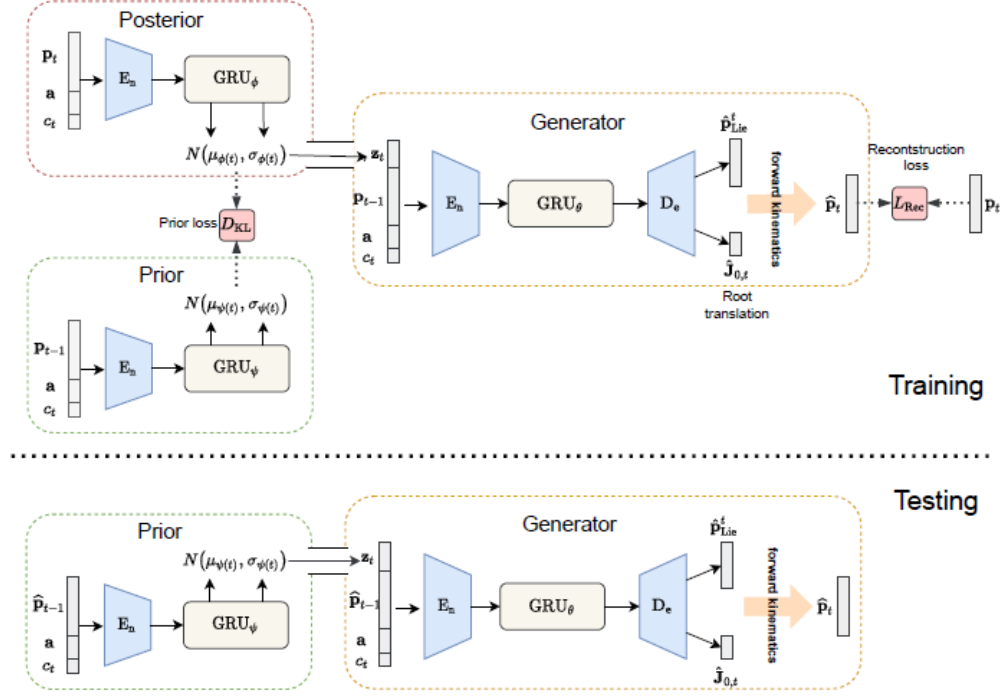 Posterior
p_t
a
c_t
E_n
GRU_ϕ
N(μ_ϕ(t), σ_ϕ(t))
Prior loss
D_KL
Prior
N(μ_ψ(t), σ_ψ(t))
p_{t−1}
a
c_t
E_n
GRU_ψ
Generator
z_t
p_{t−1}
a
c_t
E_n
GRU_θ
D_e
p̂^t_Lie
Ĵ_{0,t}
Root
translation
forward kinematics
p̂_t
Recontstruction
loss
L_Rec
p_t
Training
Testing
Prior
N(μ_ψ(t), σ_ψ(t))
p̂_{t−1}
a
c_t
E_n
GRU_ψ
Generator
z_t
p̂_{t−1}
a
c_t
E_n
GRU_θ
D_e
p̂^t_Lie
Ĵ_{0,t}
forward kinematics
p̂_t